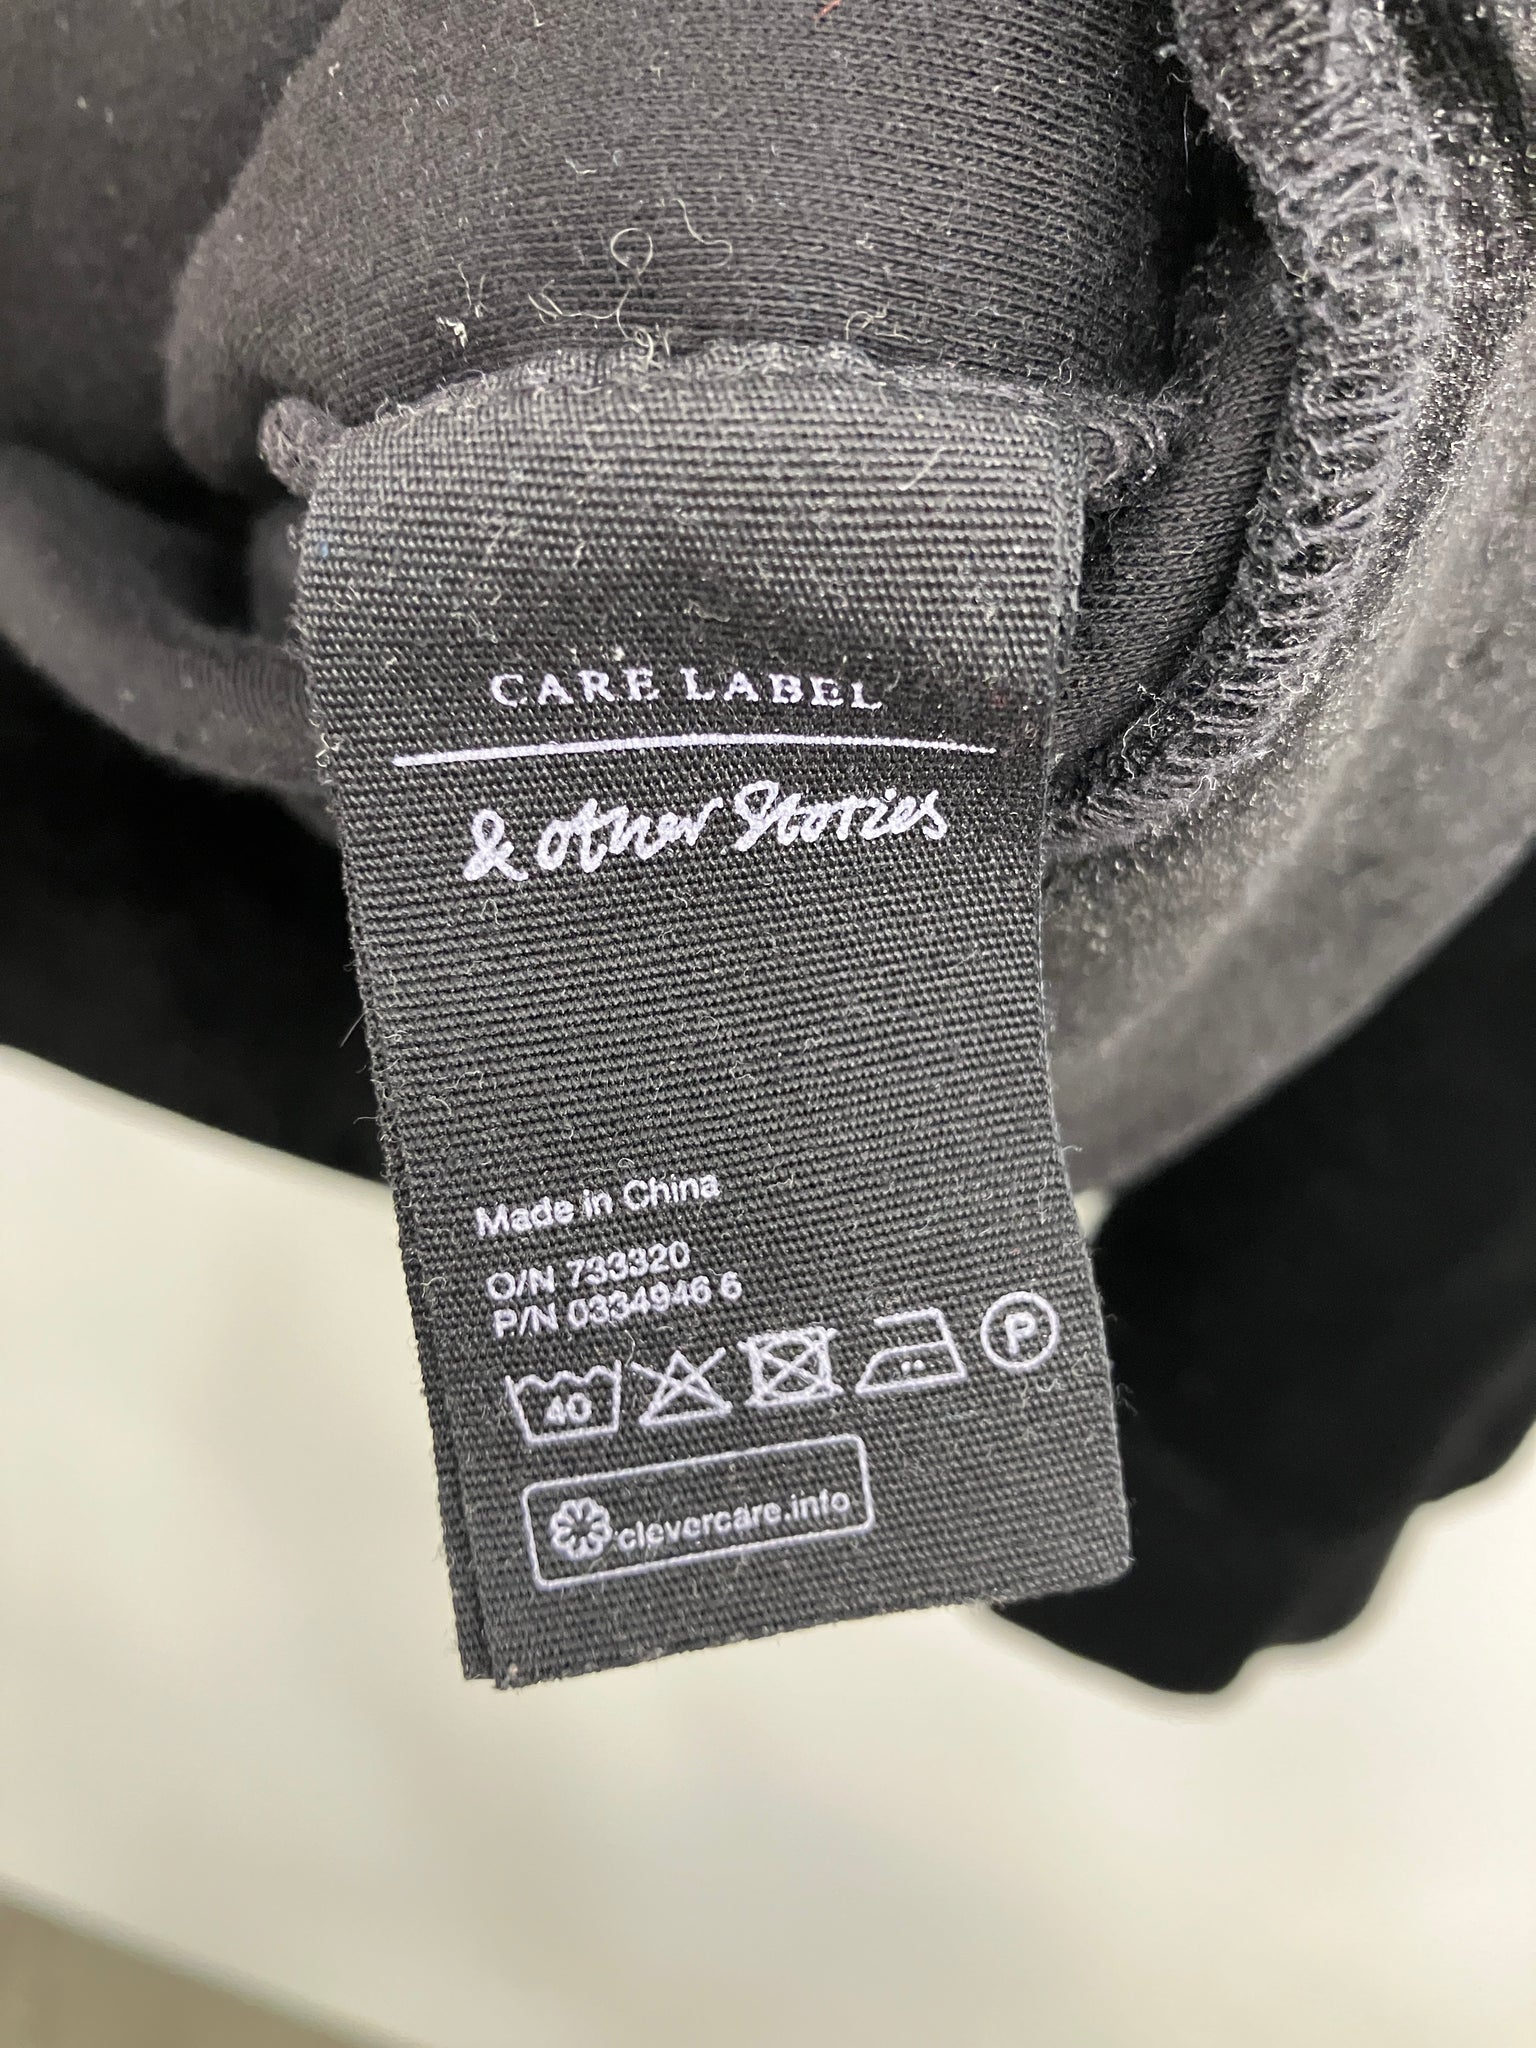 CARE LABEL
& other Stories
Made in China
O/N 733320
P/N 0334946 6
40
P
clevercare.info